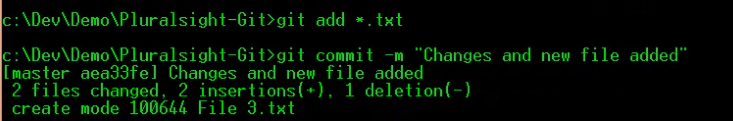 c:\Dev\Demo\Pluralsight-Git>git add *.txt
c:\Dev\Demo\Pluralsight-Git>git commit -m "Changes and new file added"
[master aea33fe] Changes and new file added
 2 files changed, 2 insertions(+), 1 deletion(-)
 create mode 100644 File 3.txt